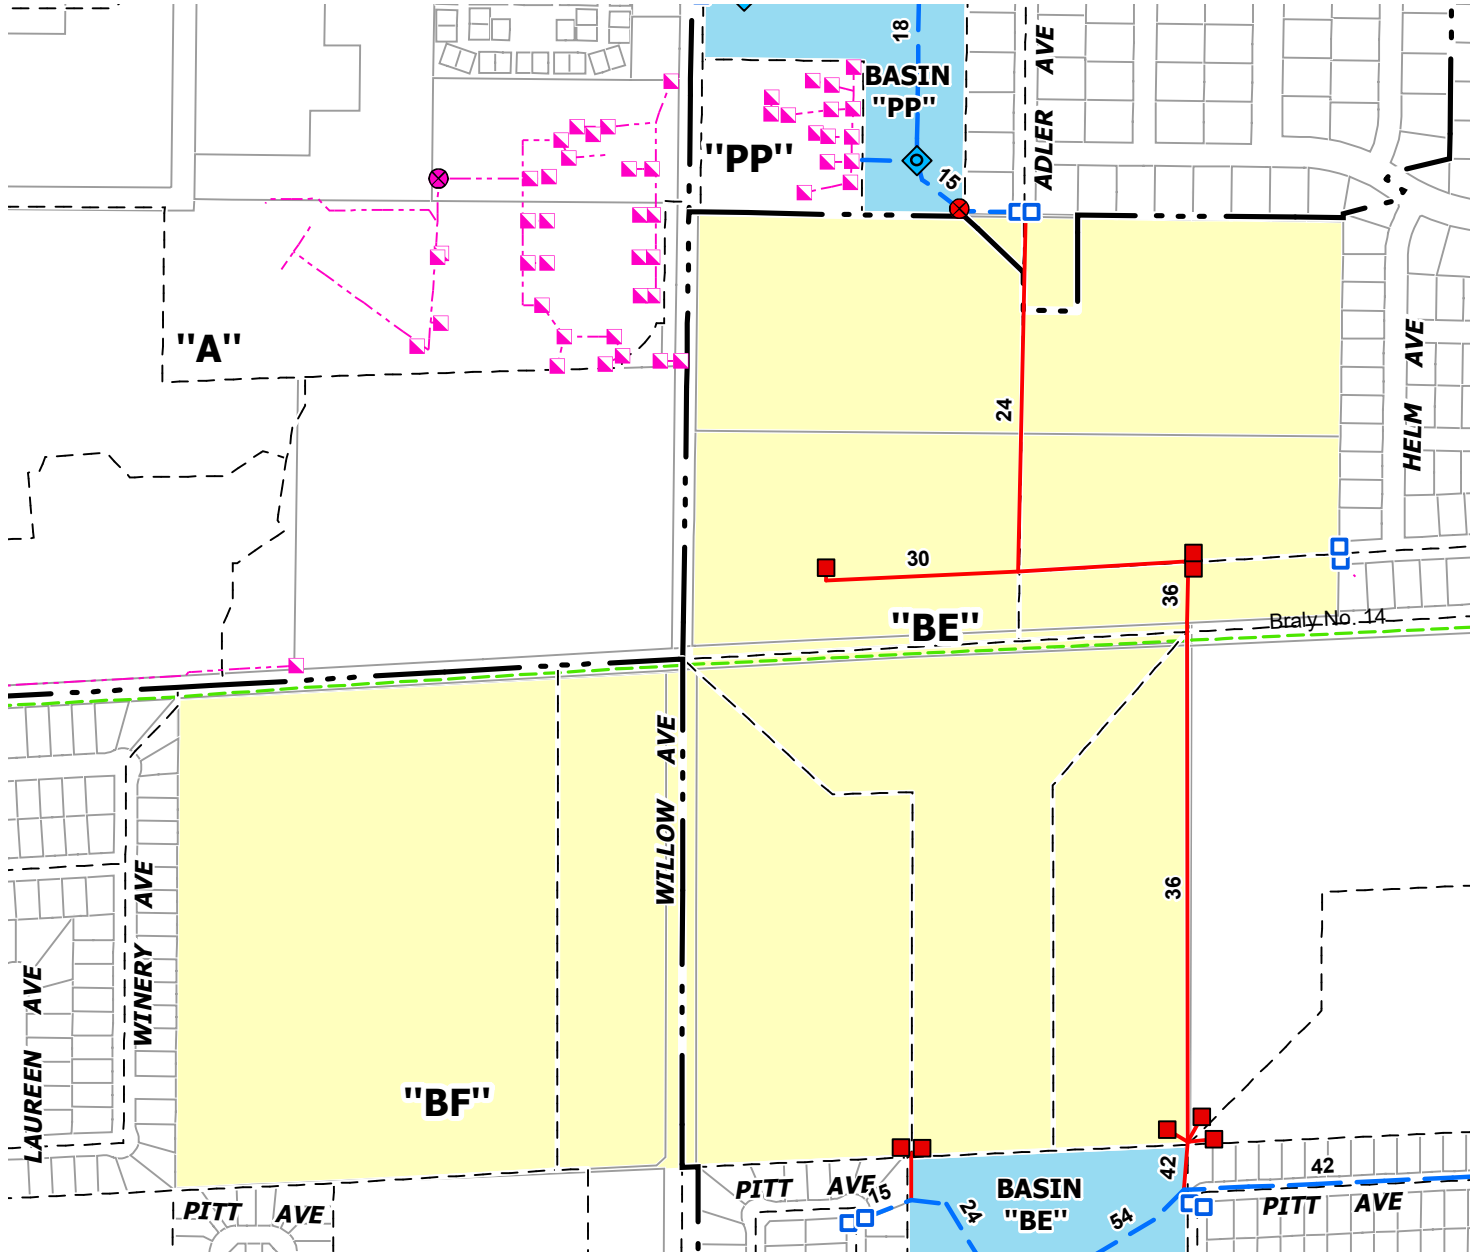 18
AVE
BASIN
"PP"
"PP"
ADLER
15
"A"
HELM AVE
24
30
36
"BE"
Braly No. 14
WILLOW AVE
36
WINERY AVE
LAUREEN AVE
"BF"
42
42
PITT AVE
15
BASIN
"BE"
PITT AVE
PITT AVE
24
54